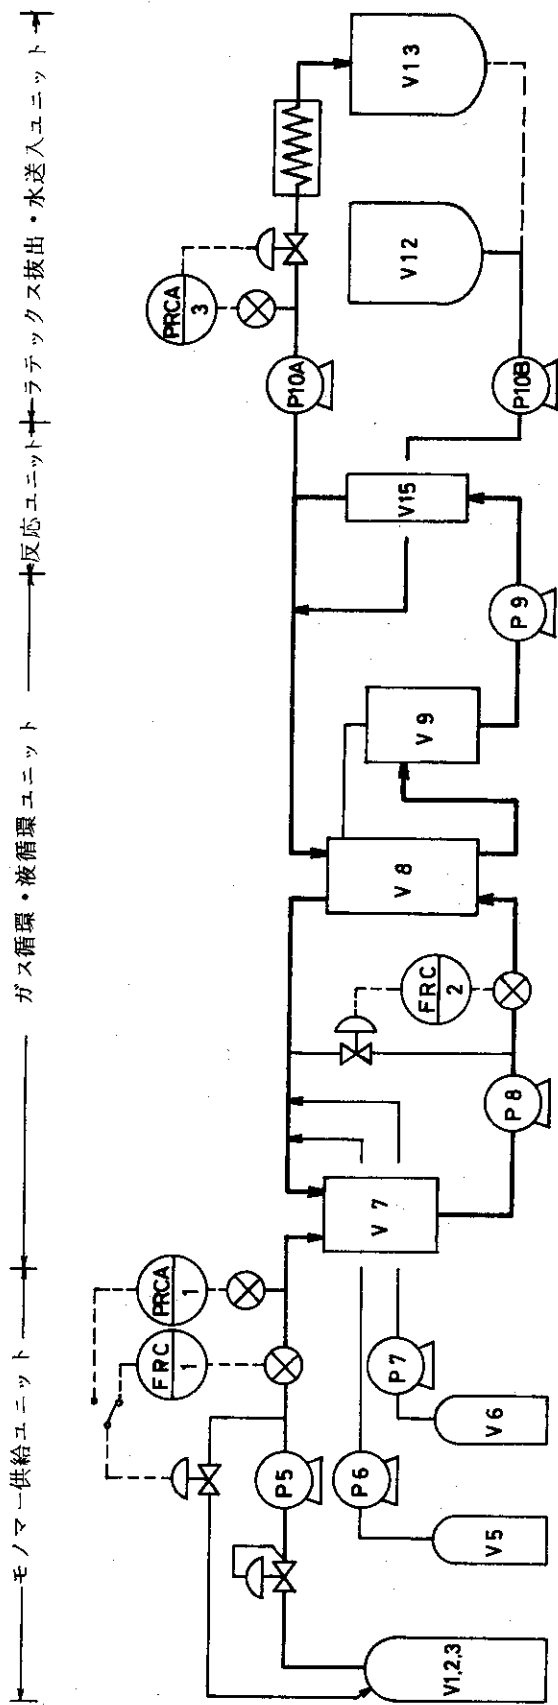 モノマー供給ユニット
ガス循環・液循環ユニット
反応ユニット
ラテックス抜出・水送入ユニット
FRC
1
PRCA
1
FRC
2
PRCA
3
P5
P6
P7
P8
P9
P10A
P10B
V1,2,3
V5
V6
V7
V8
V9
V15
V12
V13